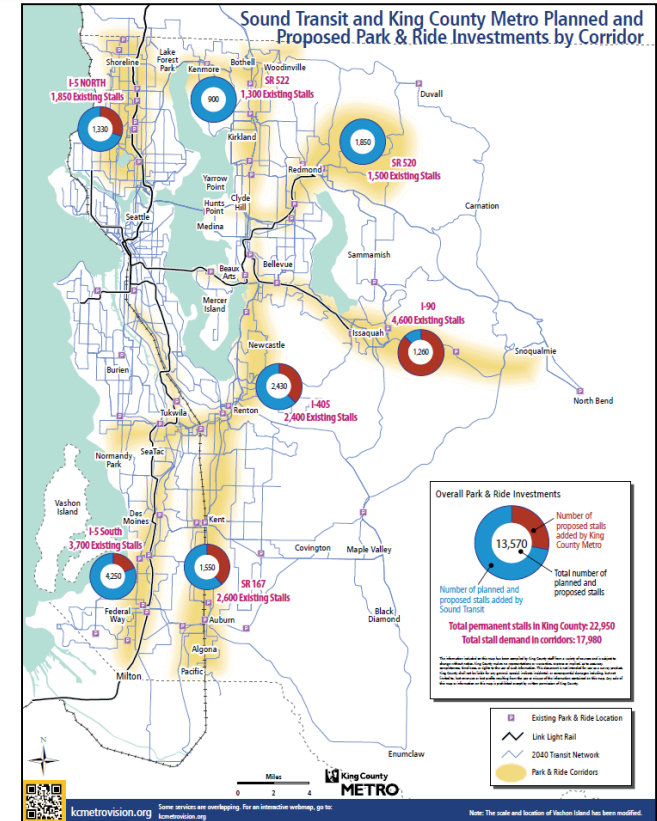 Sound Transit and King County Metro Planned and
Proposed Park & Ride Investments by Corridor
Shoreline
Lake
Forest
Park
Kenmore
Bothell
Woodinville
I-5 NORTH
1,850 Existing Stalls
1,330
900
SR 522
1,300 Existing Stalls
Duvall
Kirkland
1,850
SR 520
1,500 Existing Stalls
Redmond
Yarrow
Point
Hunts
Point
Clyde
Hill
Medina
Seattle
Carnation
Sammamish
Beaux
Arts
Bellevue
Mercer
Island
I-90
4,600 Existing Stalls
Issaquah
1,260
Snoqualmie
Newcastle
Burien
2,430
North Bend
I-405
2,400 Existing Stalls
Tukwila
Renton
Normandy
Park
SeaTac
Vashon
Island
Des
Moines
Kent
I-5 South
3,700 Existing Stalls
4,250
1,550
SR 167
2,600 Existing Stalls
Covington
Maple Valley
Federal
Way
Auburn
Black
Diamond
Algona
Milton
Pacific
Enumclaw
Overall Park & Ride Investments
13,570
Number of
proposed stalls
added by King
County Metro
Total number of
planned and
proposed stalls
Number of planned and
proposed stalls added by
Sound Transit
Total permanent stalls in King County: 22,950
Total stall demand in corridors: 17,980
P Existing Park & Ride Location
Link Light Rail
2040 Transit Network
Park & Ride Corridors
N
Miles
0 2 4
King County
METRO
kcmetrovision.org
Some services are overlapping. For an interactive webmap, go to:
kcmetrovision.org
Note: The scale and location of Vashon Island has been modified.